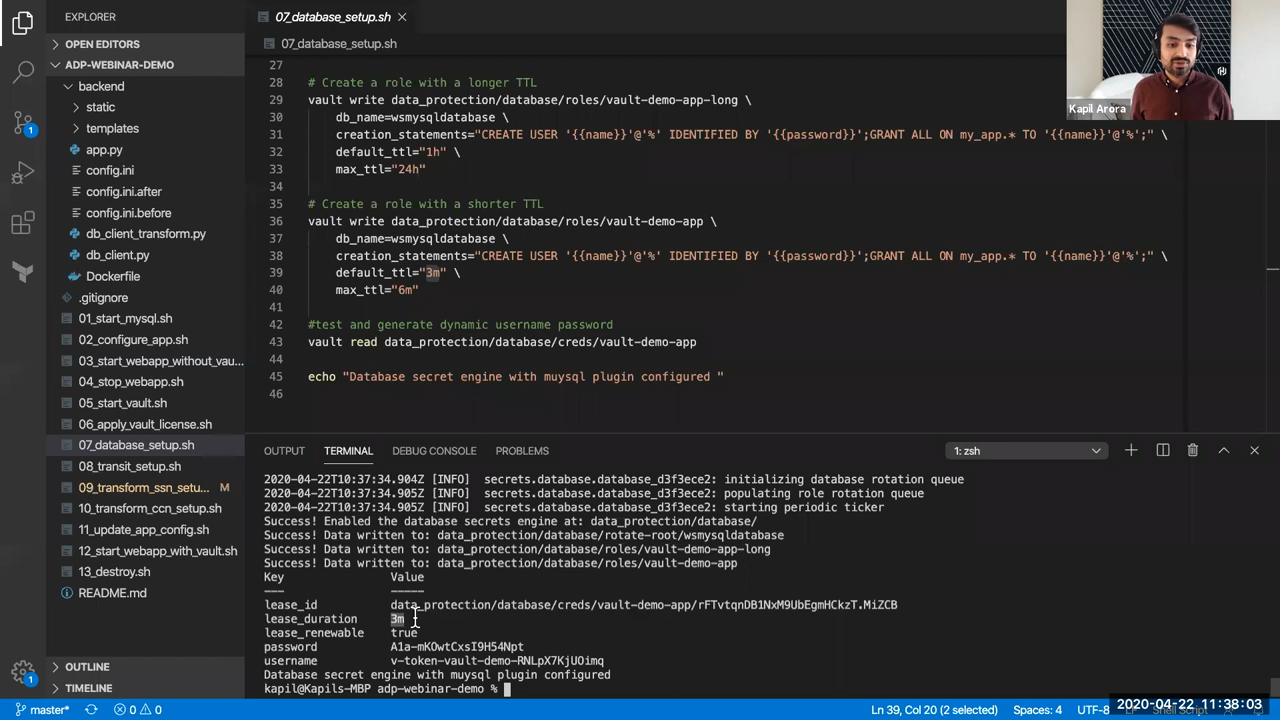 EXPLORER
07_database_setup.sh
OPEN EDITORS
07_database_setup.sh
ADP-WEBINAR-DEMO
backend
static
templates
app.py
config.ini
config.ini.after
config.ini.before
db_client_transform.py
db_client.py
Dockerfile
.gitignore
01_start_mysql.sh
02_configure_app.sh
03_start_webapp_without_vau...
04_stop_webapp.sh
05_start_vault.sh
06_apply_vault_license.sh
07_database_setup.sh
08_transit_setup.sh
09_transform_ssn_setu... M
10_transform_ccn_setup.sh
11_update_app_config.sh
12_start_webapp_with_vault.sh
13_destroy.sh
README.md
OUTLINE
TIMELINE
1
1
27
28 # Create a role with a longer TTL
29 vault write data_protection/database/roles/vault-demo-app-long \
30 db_name=wsmysqldatabase \
31 creation_statements="CREATE USER '{{name}}'@'%' IDENTIFIED BY '{{password}}';GRANT ALL ON my_app.* TO '{{name}}'@'%';" \
32 default_ttl="1h" \
33 max_ttl="24h"
34
35 # Create a role with a shorter TTL
36 vault write data_protection/database/roles/vault-demo-app \
37 db_name=wsmysqldatabase \
38 creation_statements="CREATE USER '{{name}}'@'%' IDENTIFIED BY '{{password}}';GRANT ALL ON my_app.* TO '{{name}}'@'%';" \
39 default_ttl="3m" \
40 max_ttl="6m"
41
42 #test and generate dynamic username password
43 vault read data_protection/database/creds/vault-demo-app
44
45 echo "Database secret engine with muysql plugin configured "
46
Kapil Arora
OUTPUT TERMINAL DEBUG CONSOLE PROBLEMS 1: zsh
2020-04-22T10:37:34.904Z [INFO] secrets.database.database_d3f3ece2: initializing database rotation queue
2020-04-22T10:37:34.905Z [INFO] secrets.database.database_d3f3ece2: populating role rotation queue
2020-04-22T10:37:34.905Z [INFO] secrets.database.database_d3f3ece2: starting periodic ticker
Success! Enabled the database secrets engine at: data_protection/database/
Success! Data written to: data_protection/database/rotate-root/wsmysqldatabase
Success! Data written to: data_protection/database/roles/vault-demo-app-long
Success! Data written to: data_protection/database/roles/vault-demo-app
Key Value
--- -----
lease_id data_protection/database/creds/vault-demo-app/rFTvtqnDB1NxM9UbEgmHCkzT.MiZCB
lease_duration 3m
lease_renewable true
password A1a-mKOwtCxsI9H54Npt
username v-token-vault-demo-RNLpX7KjUOimq
Database secret engine with muysql plugin configured
kapil@Kapils-MBP adp-webinar-demo %
master* 0 0 Ln 39, Col 20 (2 selected) Spaces: 4 UTF-8
2020-04-22 11:38:03